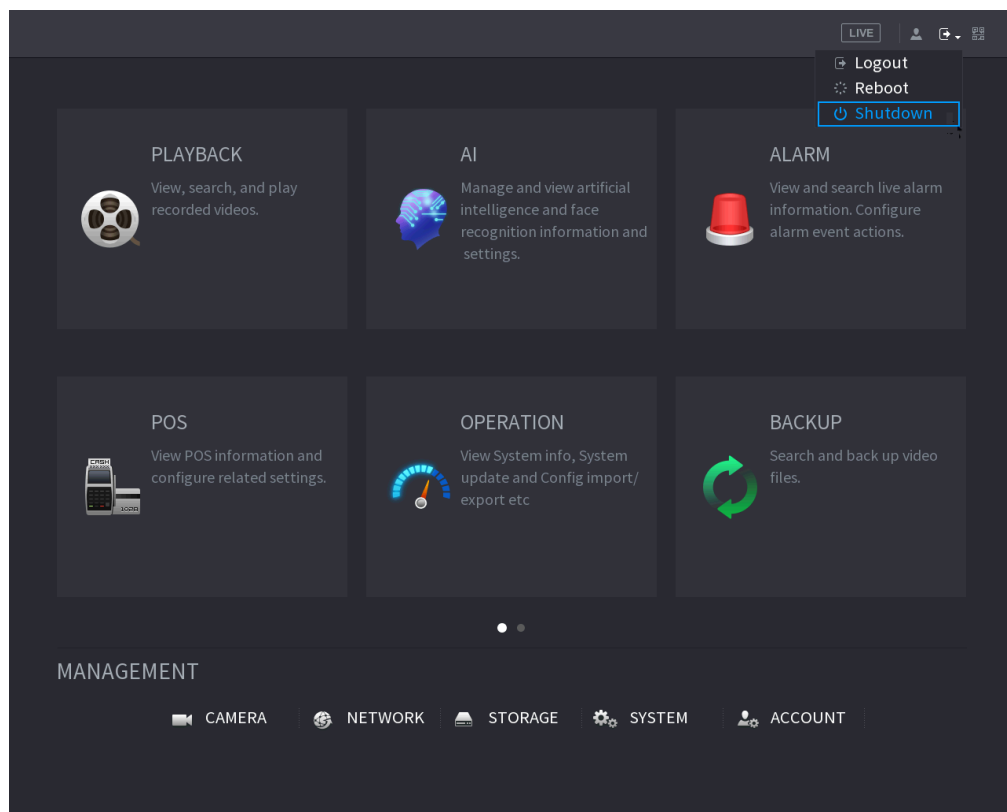 LIVE
Logout
Reboot
Shutdown
PLAYBACK
View, search, and play
recorded videos.
AI
Manage and view artificial
intelligence and face
recognition information and
settings.
ALARM
View and search live alarm
information. Configure
alarm event actions.
POS
View POS information and
configure related settings.
CASH
OPERATION
View System info, System
update and Config import/
export etc
BACKUP
Search and back up video
files.
MANAGEMENT
CAMERA
NETWORK
STORAGE
SYSTEM
ACCOUNT